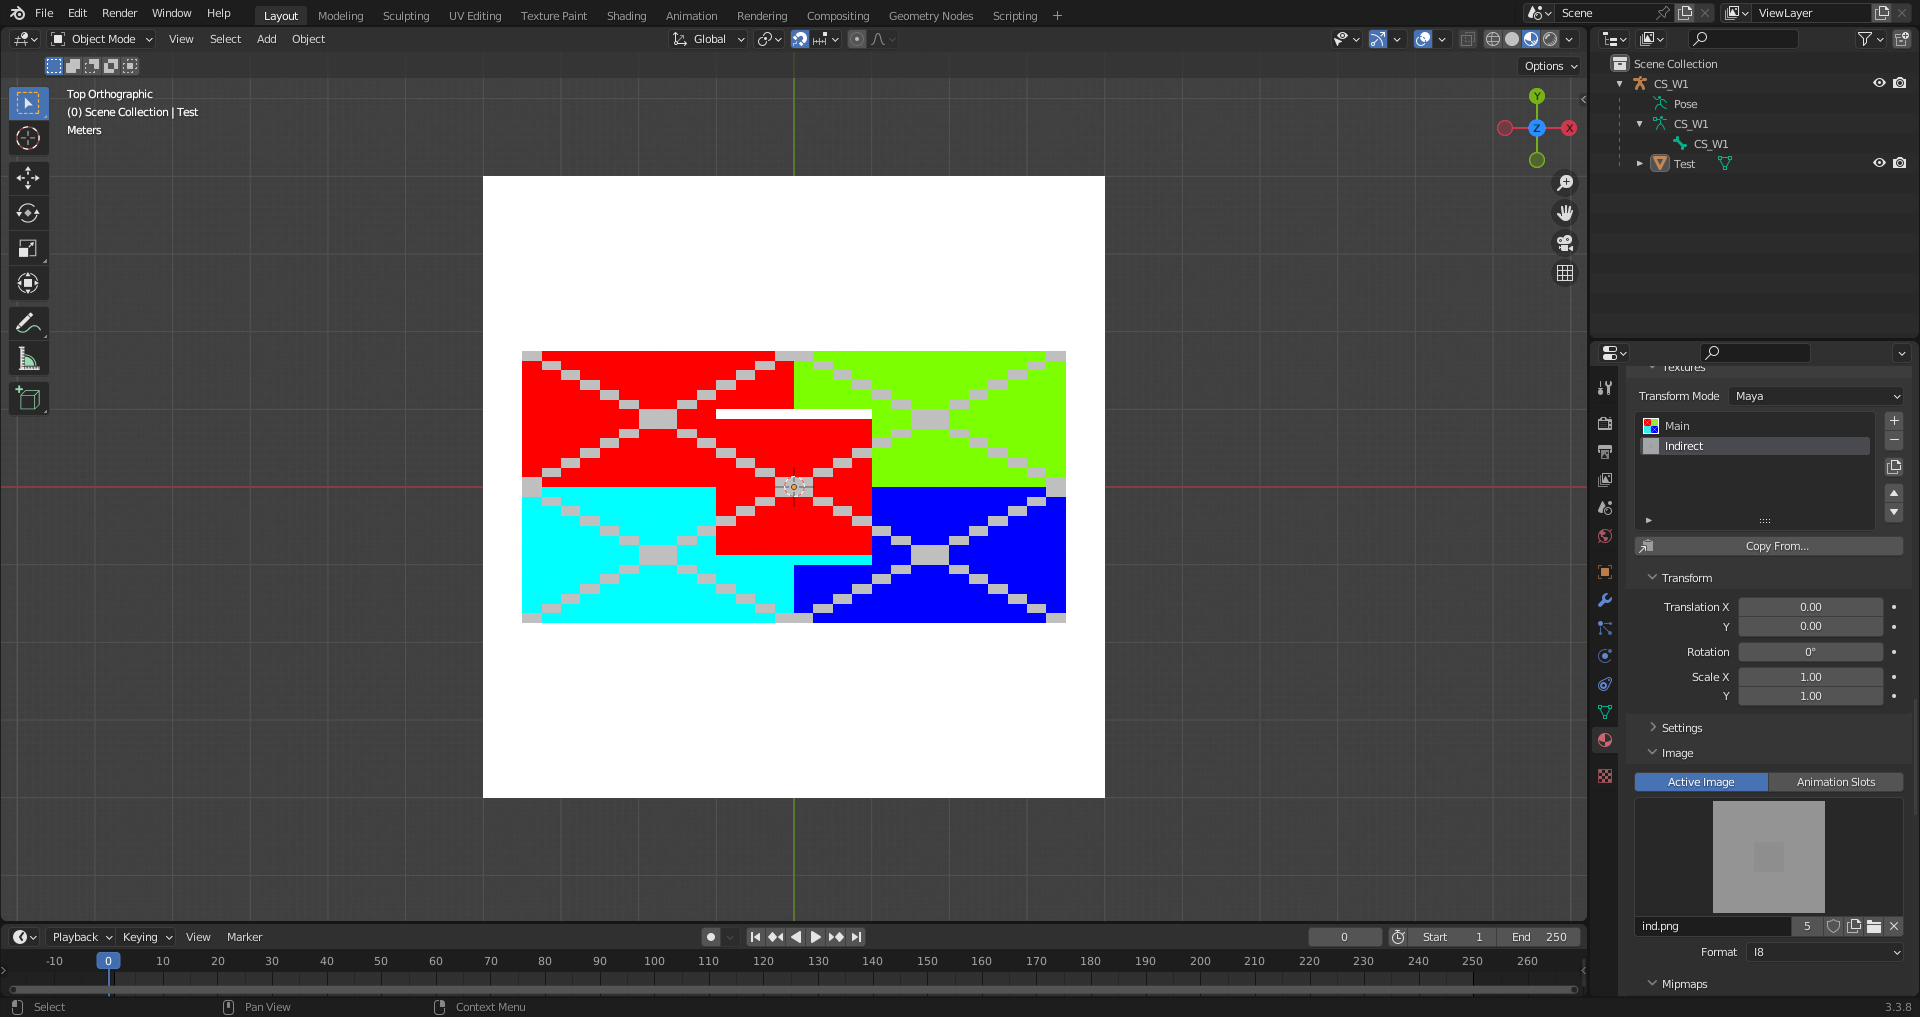 File Edit Render Window Help Layout Modeling Sculpting UV Editing Texture Paint Shading Animation Rendering Compositing Geometry Nodes Scripting + Scene ViewLayer
Object Mode View Select Add Object Global
Options
Top Orthographic
(0) Scene Collection | Test
Meters
Y
Z
X
Scene Collection
CS_W1
Pose
CS_W1
CS_W1
Test
Textures
Transform Mode Maya
Main
Indirect
Copy From...
Transform
Translation X 0.00
Y 0.00
Rotation 0°
Scale X 1.00
Y 1.00
Settings
Image
Active Image Animation Slots
ind.png 5
Format I8
Mipmaps
Playback Keying View Marker 0 Start 1 End 250
-10 0 10 20 30 40 50 60 70 80 90 100 110 120 130 140 150 160 170 180 190 200 210 220 230 240 250 260
Select Pan View Context Menu 3.3.8